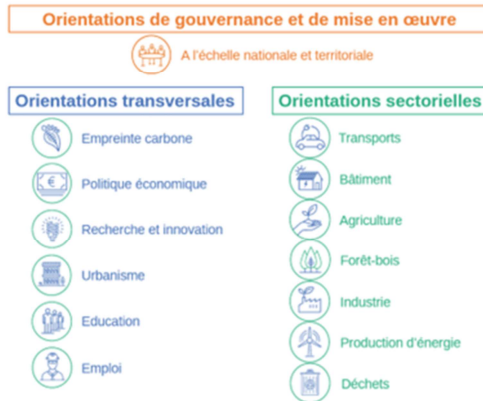 Orientations de gouvernance et de mise en œuvre
A l'échelle nationale et territoriale
Orientations transversales
Empreinte carbone
Politique économique
Recherche et innovation
Urbanisme
Education
Emploi
Orientations sectorielles
Transports
Bâtiment
Agriculture
Forêt-bois
Industrie
Production d'énergie
Déchets